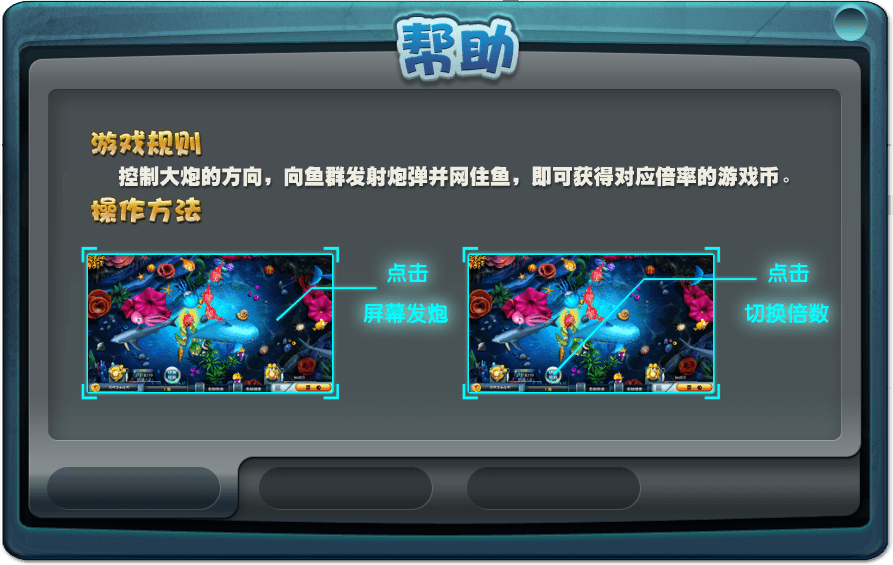 帮助
游戏规则
控制大炮的方向，向鱼群发射炮弹并网住鱼，即可获得对应倍率的游戏币。
操作方法
点击
屏幕发炮
点击
切换倍数